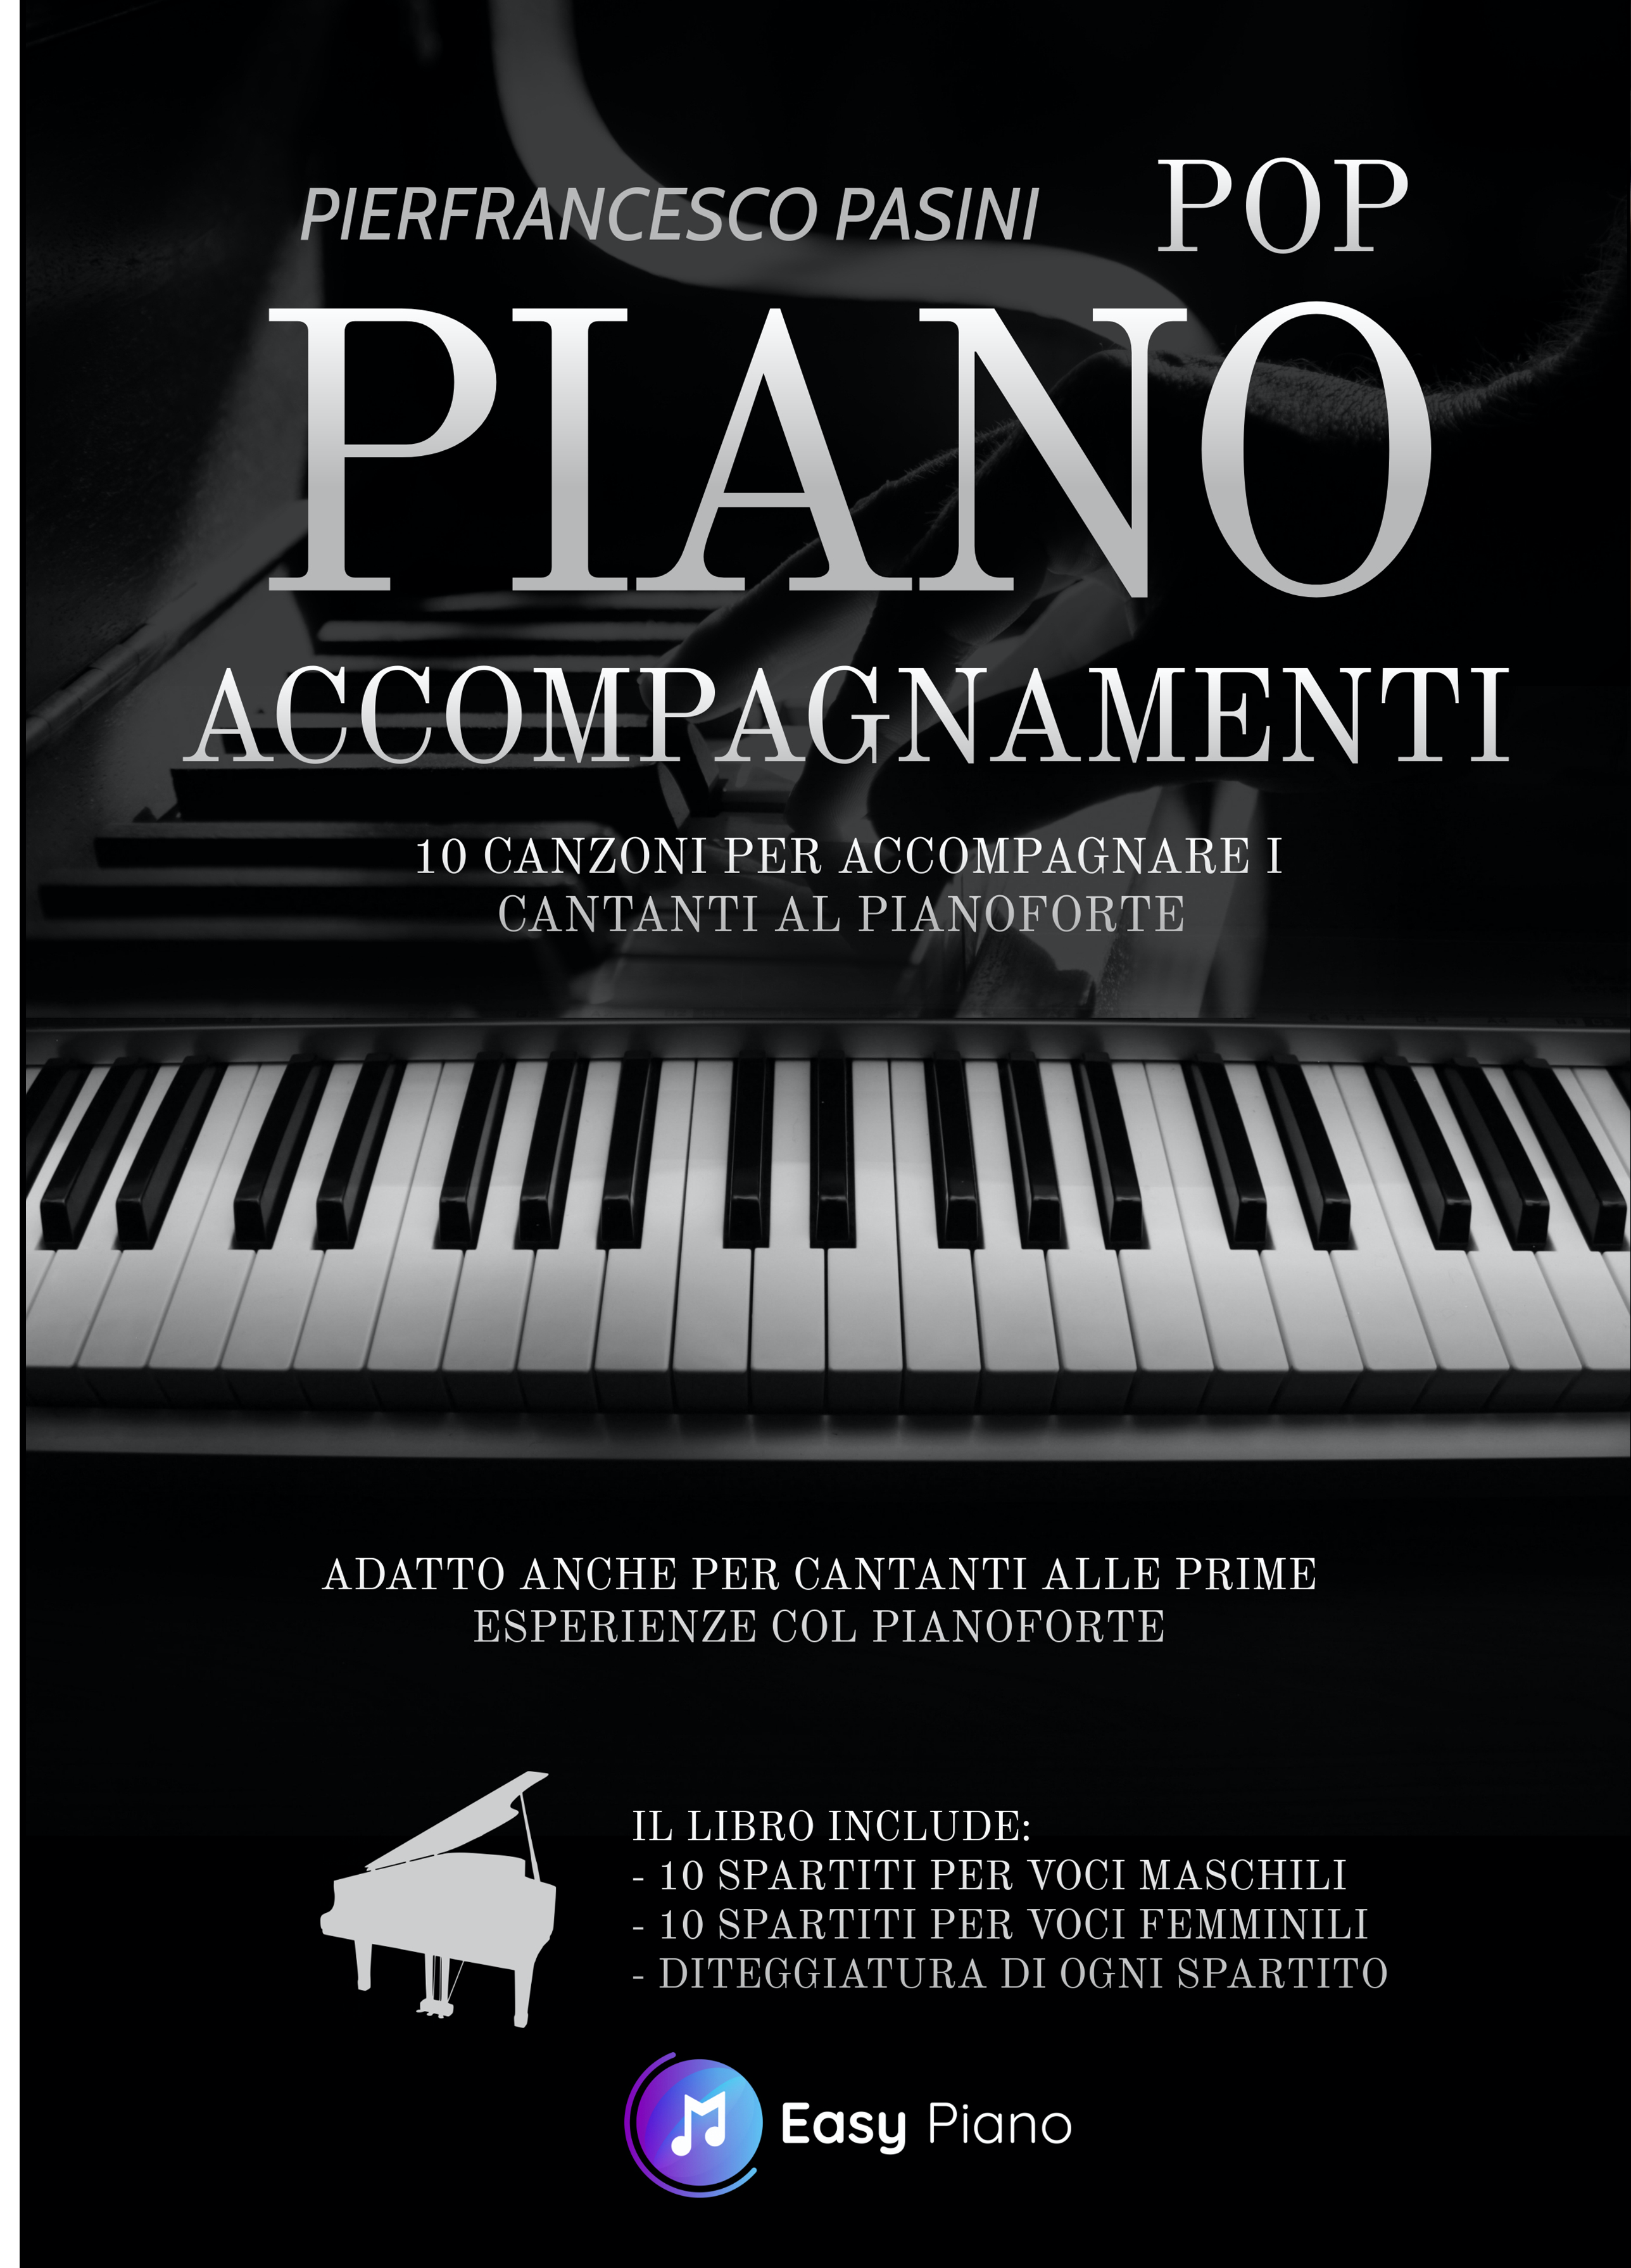 PIERFRANCESCO PASINI
POP
PIANO
ACCOMPAGNAMENTI
10 CANZONI PER ACCOMPAGNARE I
CANTANTI AL PIANOFORTE
ADATTO ANCHE PER CANTANTI ALLE PRIME
ESPERIENZE COL PIANOFORTE
IL LIBRO INCLUDE:
- 10 SPARTITI PER VOCI MASCHILI
- 10 SPARTITI PER VOCI FEMMINILI
- DITEGGIATURA DI OGNI SPARTITO
Easy Piano